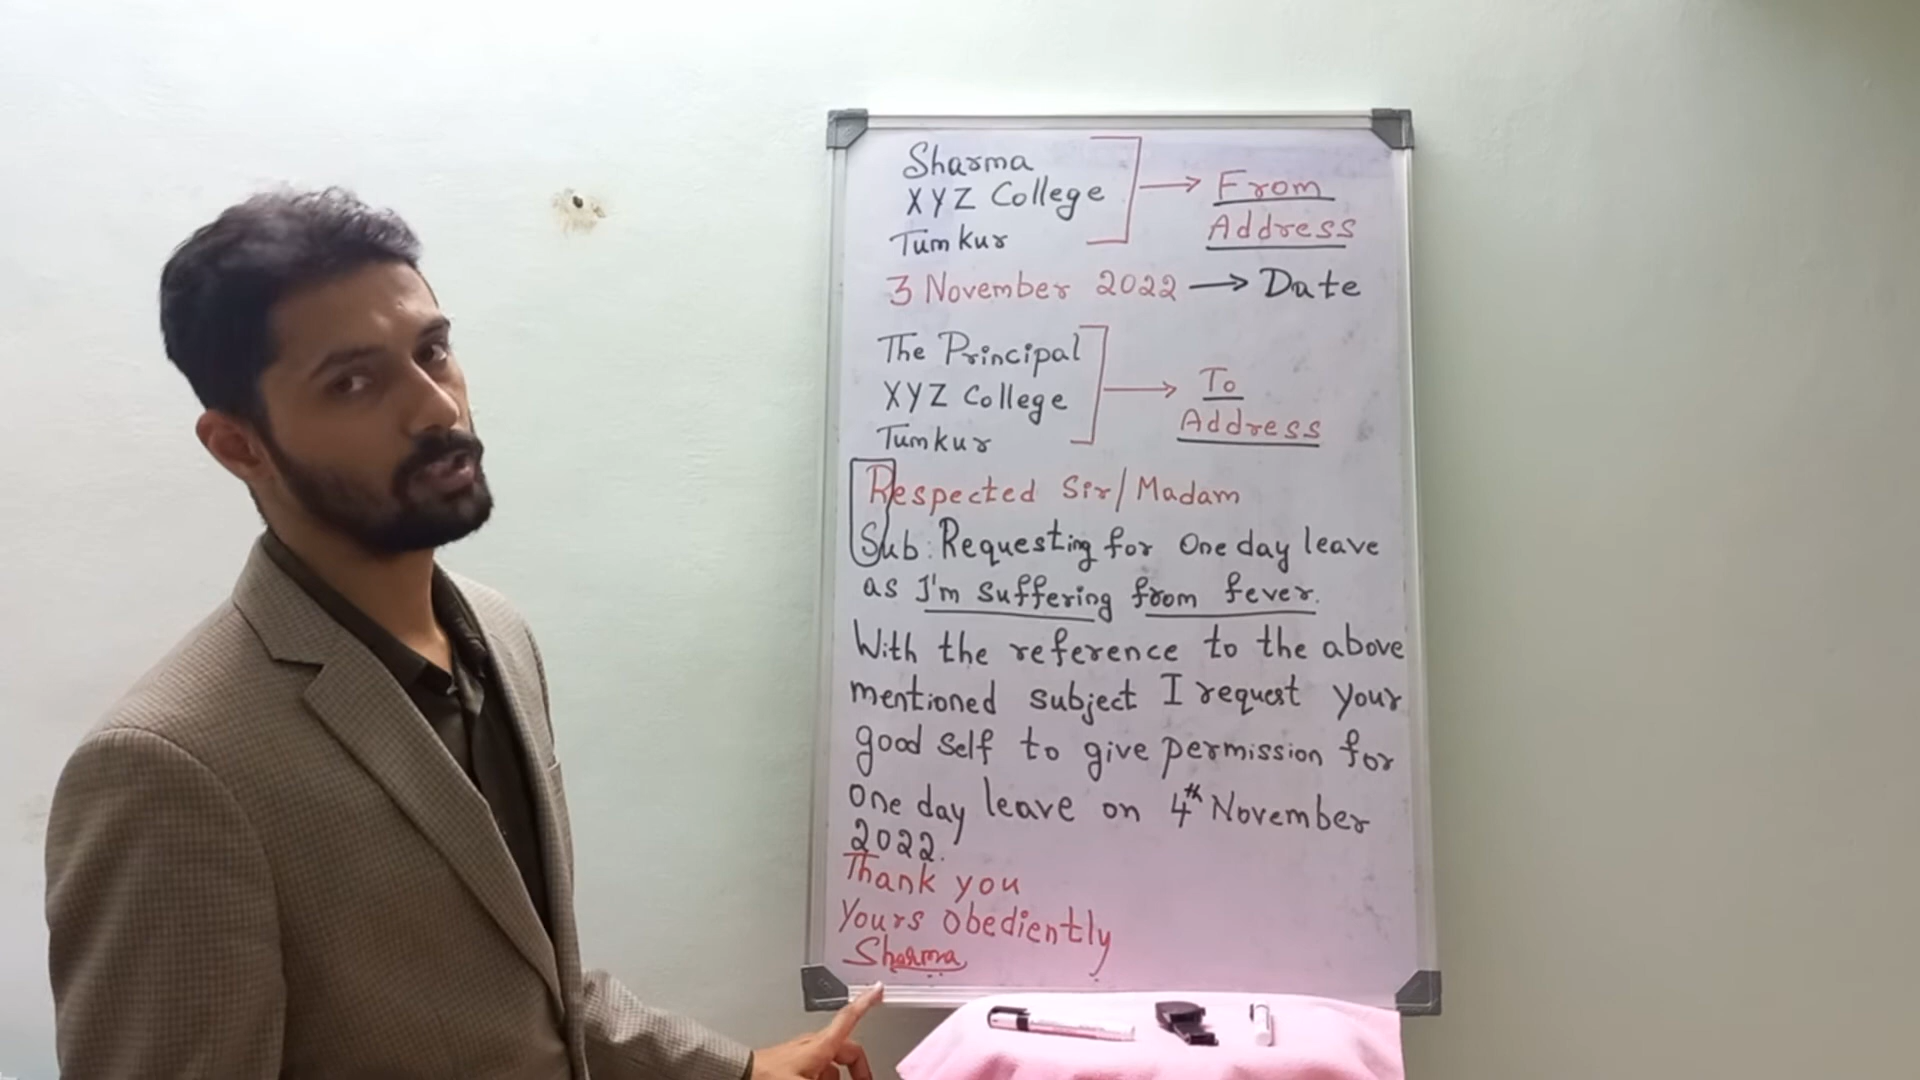 Sharma
XYZ College
Tumkur
From
Address
3 November 2022 → Date
The Principal
XYZ College
Tumkur
To
Address
Respected Sir/Madam
Sub: Requesting for One day leave
as I'm suffering from fever.
With the reference to the above
mentioned subject I request your
good self to give permission for
One day leave on 4th November
2022.
Thank you
Yours Obediently
Sharma